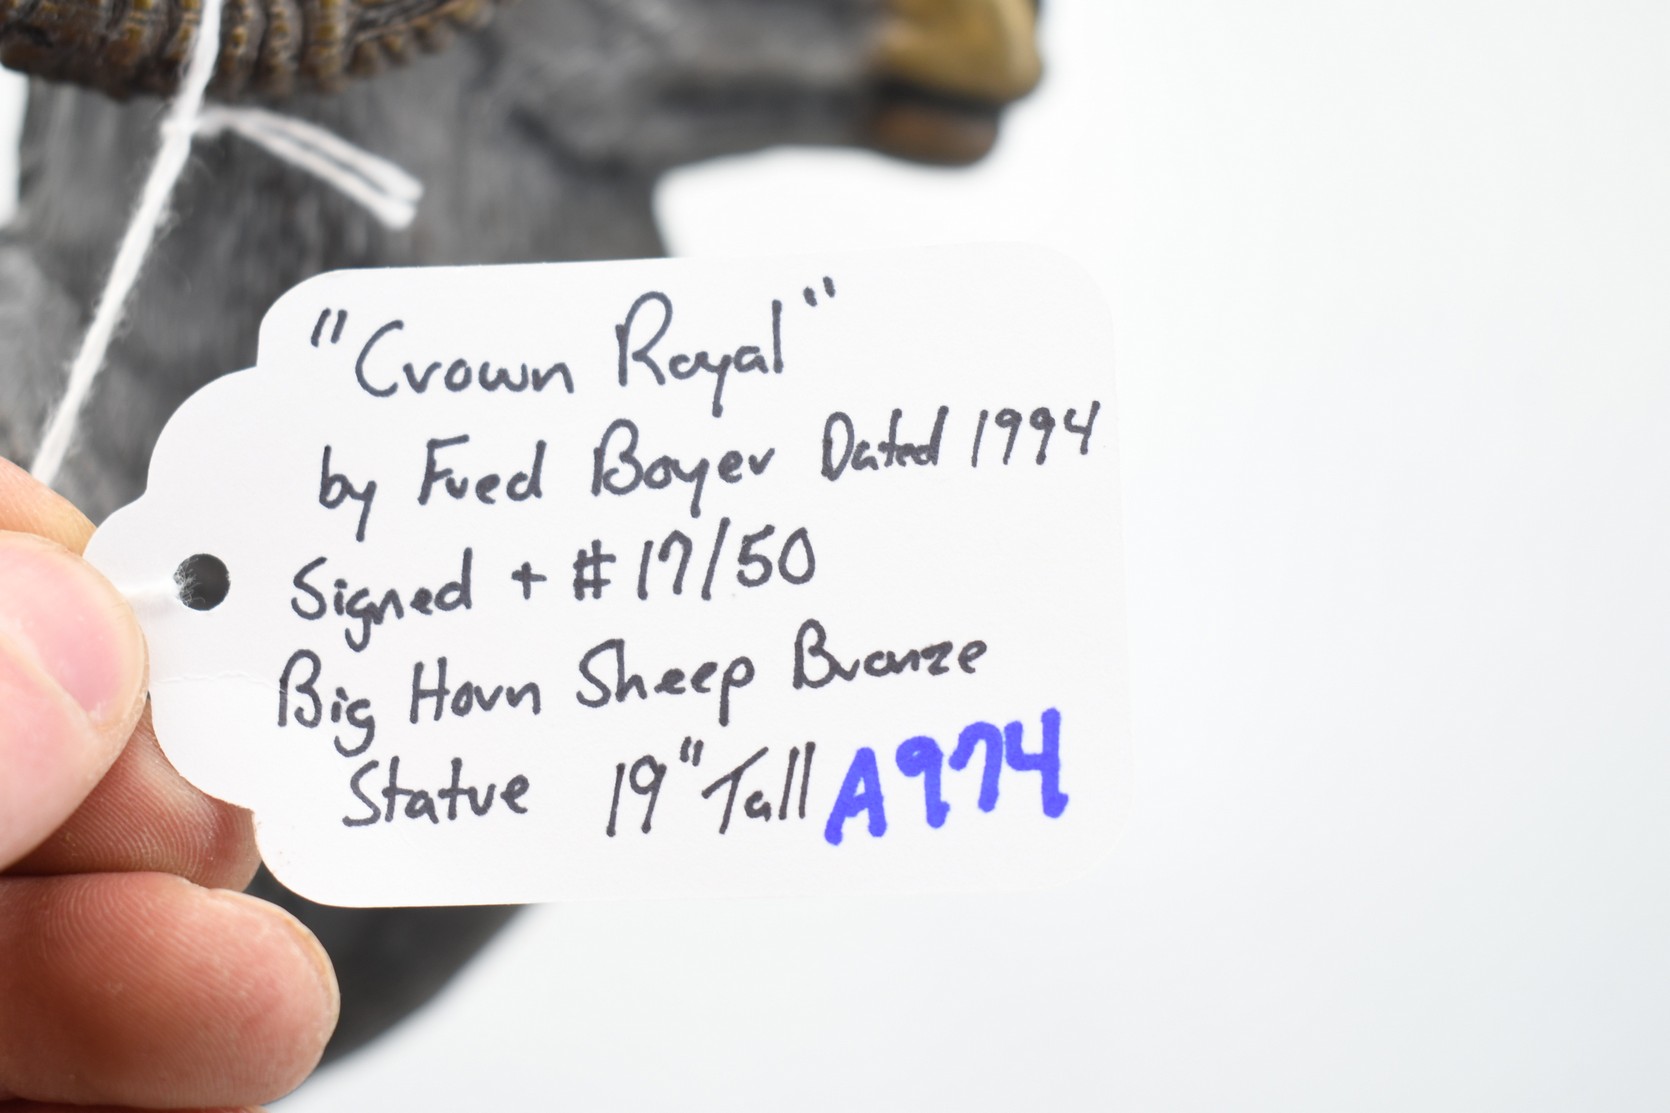 "Crown Royal"
by Fred Boyer Dated 1994
Signed + #17/50
Big Horn Sheep Bronze
Statue 19" Tall A974